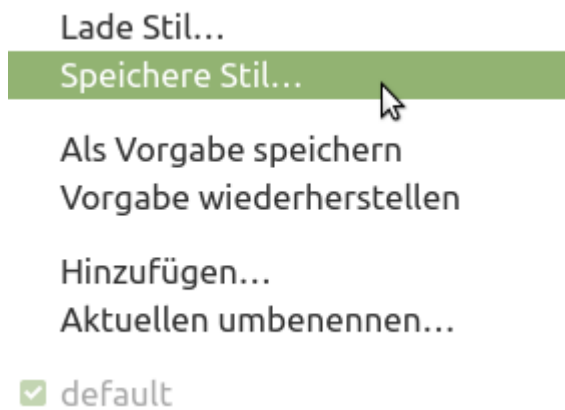 Lade Stil…
Speichere Stil…
Als Vorgabe speichern
Vorgabe wiederherstellen
Hinzufügen…
Aktuellen umbenennen…
default